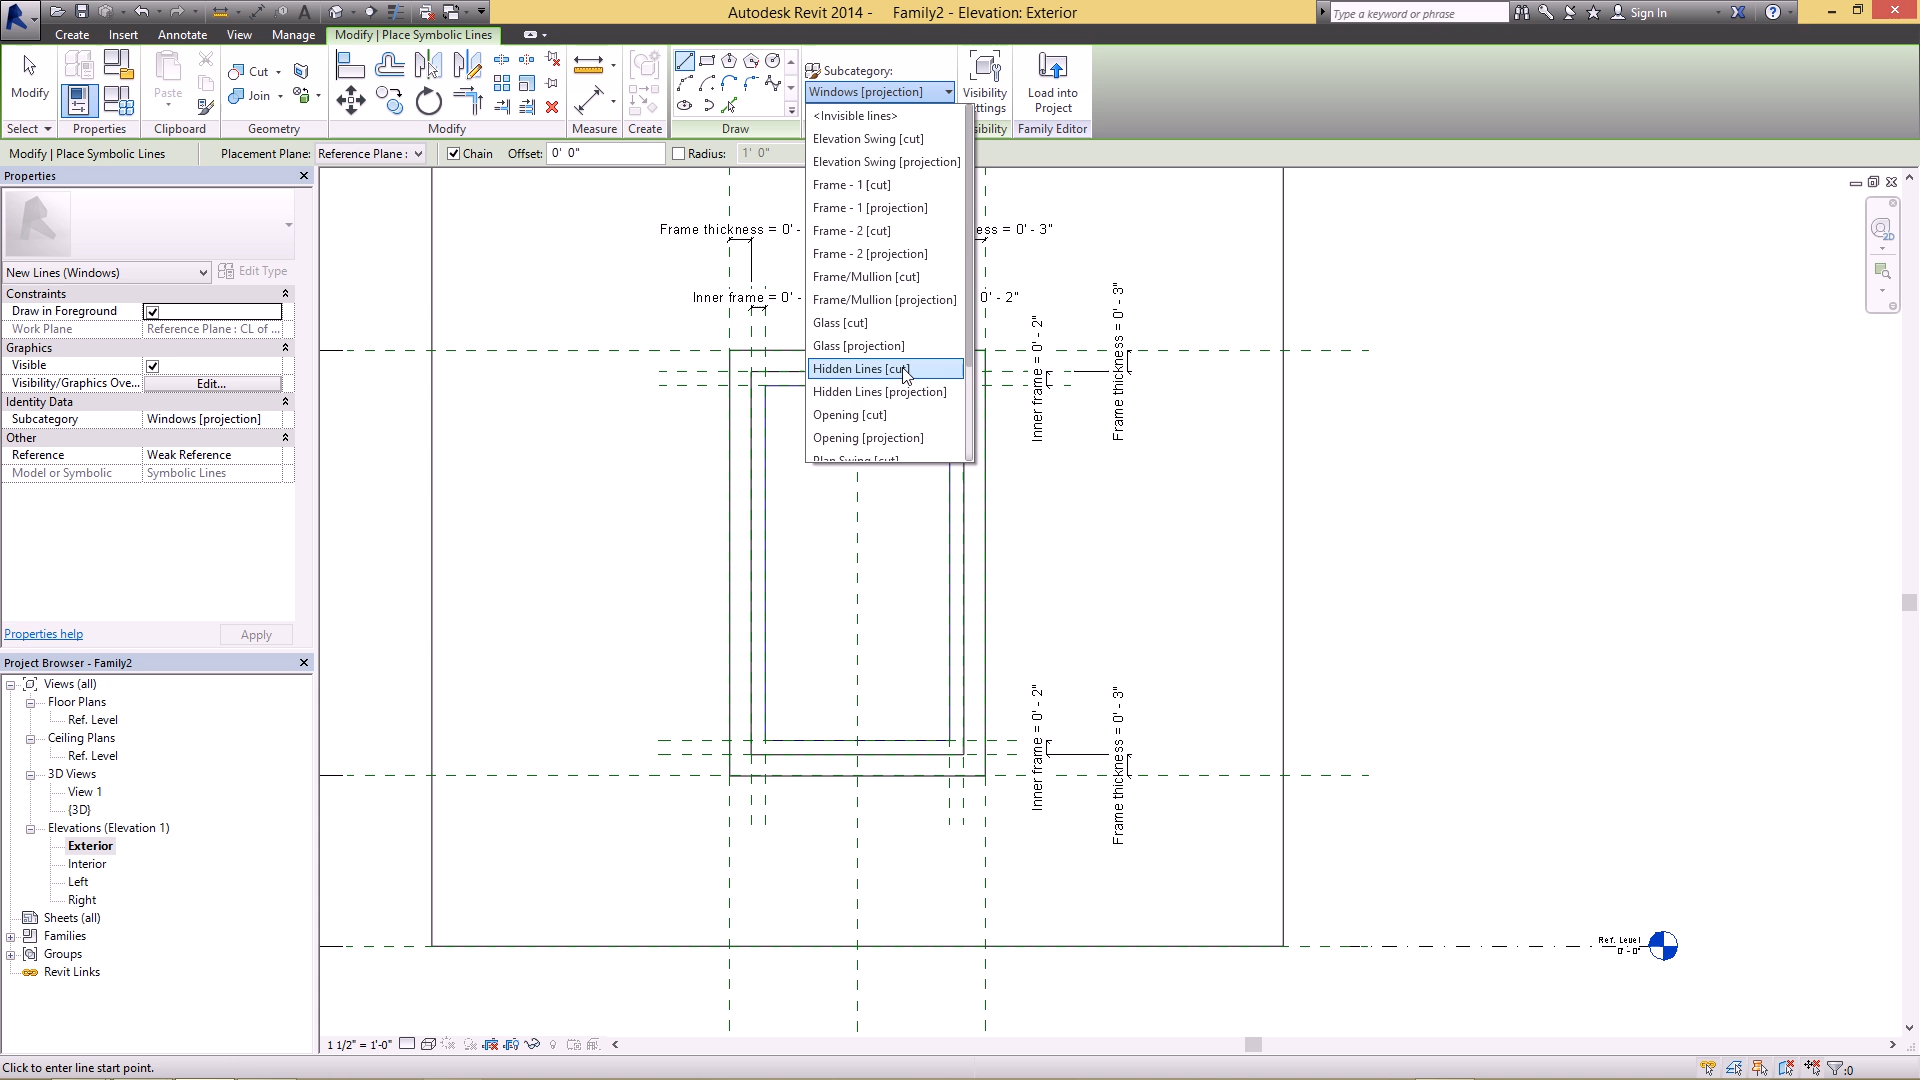 Autodesk Revit 2014 -     Family2 - Elevation: Exterior
Type a keyword or phrase
Sign In
Create Insert Annotate View Manage Modify | Place Symbolic Lines
Modify
Cut
Join
Paste
Subcategory:
Windows [projection]
Visibility
Load into
Project
Select Properties Clipboard Geometry Modify Measure Create Draw Family Editor
Modify | Place Symbolic Lines
Placement Plane: Reference Plane :
Chain Offset: 0' 0"
Radius: 1' 0"
<Invisible lines>
Elevation Swing [cut]
Elevation Swing [projection]
Frame - 1 [cut]
Frame - 1 [projection]
Frame - 2 [cut]
Frame - 2 [projection]
Frame/Mullion [cut]
Frame/Mullion [projection]
Glass [cut]
Glass [projection]
Hidden Lines [cut]
Hidden Lines [projection]
Opening [cut]
Opening [projection]
Plan Swing [cut]
Properties
New Lines (Windows)
Edit Type
Constraints
Draw in Foreground
Work Plane Reference Plane : CL of ...
Graphics
Visible
Visibility/Graphics Ove... Edit...
Identity Data
Subcategory Windows [projection]
Other
Reference Weak Reference
Model or Symbolic Symbolic Lines
Properties help
Apply
Project Browser - Family2
Views (all)
Floor Plans
Ref. Level
Ceiling Plans
Ref. Level
3D Views
View 1
{3D}
Elevations (Elevation 1)
Exterior
Interior
Left
Right
Sheets (all)
Families
Groups
Revit Links
Frame thickness = 0' -
ess = 0' - 3"
Inner frame = 0' -
0' - 2"
Inner frame = 0' - 2"
Frame thickness = 0' - 3"
Inner frame = 0' - 2"
Frame thickness = 0' - 3"
Ref. Level
0' - 0"
1 1/2" = 1'-0"
Click to enter line start point.
:0